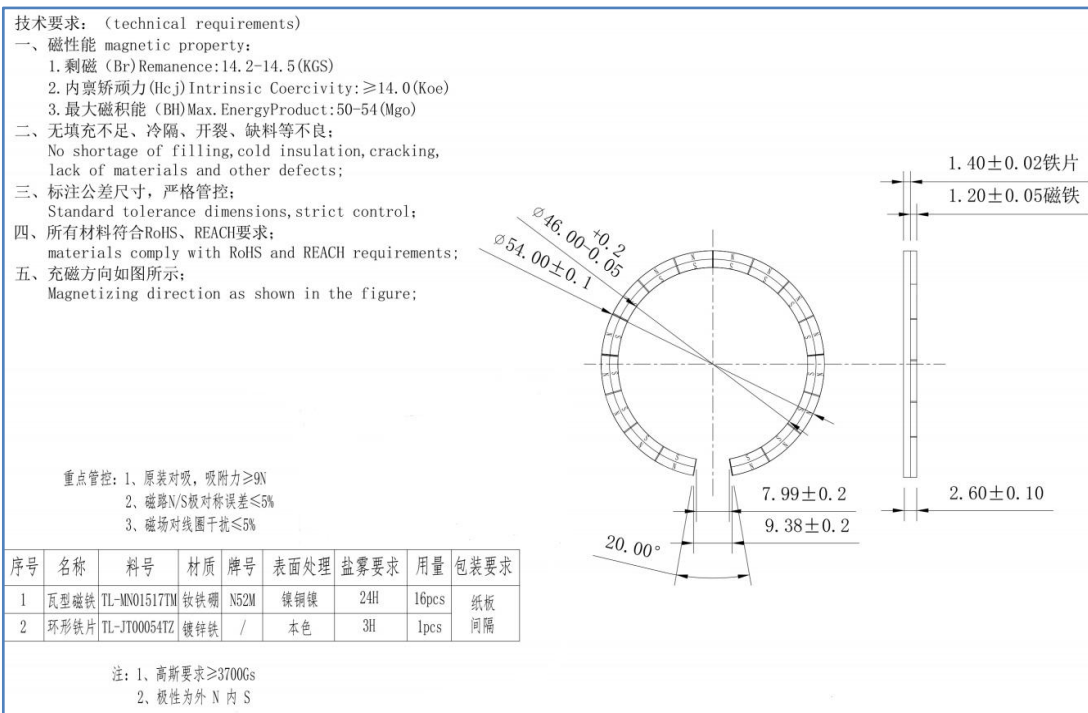 技术要求：（technical requirements)
一、磁性能 magnetic property:
1.剩磁（Br)Remanence:14.2-14.5(KGS)
2.内禀矫顽力(Hcj)Intrinsic Coercivity:≥14.0(Koe)
3.最大磁积能（BH)Max.EnergyProduct:50-54(Mgo)
二、无填充不足、冷隔、开裂、缺料等不良；
No shortage of filling,cold insulation,cracking,
lack of materials and other defects;
三、标注公差尺寸，严格管控；
Standard tolerance dimensions,strict control;
四、所有材料符合RoHS、REACH要求；
materials comply with RoHS and REACH requirements;
五、充磁方向如图所示；
Magnetizing direction as shown in the figure;
1.40±0.02铁片
1.20±0.05磁铁
∅46.00+0.2-0.05
∅54.00±0.1
7.99±0.2
9.38±0.2
20.00°
2.60±0.10
重点管控：1、原装对吸，吸附力≥9N
2、磁路N/S极对称误差≤5%
3、磁场对线圈干扰≤5%
序号 名称 料号 材质 牌号 表面处理 盐雾要求 用量 包装要求
1 瓦型磁铁 TL-MN01517TM 钕铁硼 N52M 镍铜镍 24H 16pcs 纸板
2 环形铁片 TL-JT00054TZ 镀锌铁 / 本色 3H 1pcs 间隔
注：1、高斯要求≥3700Gs
2、极性为外 N 内 S